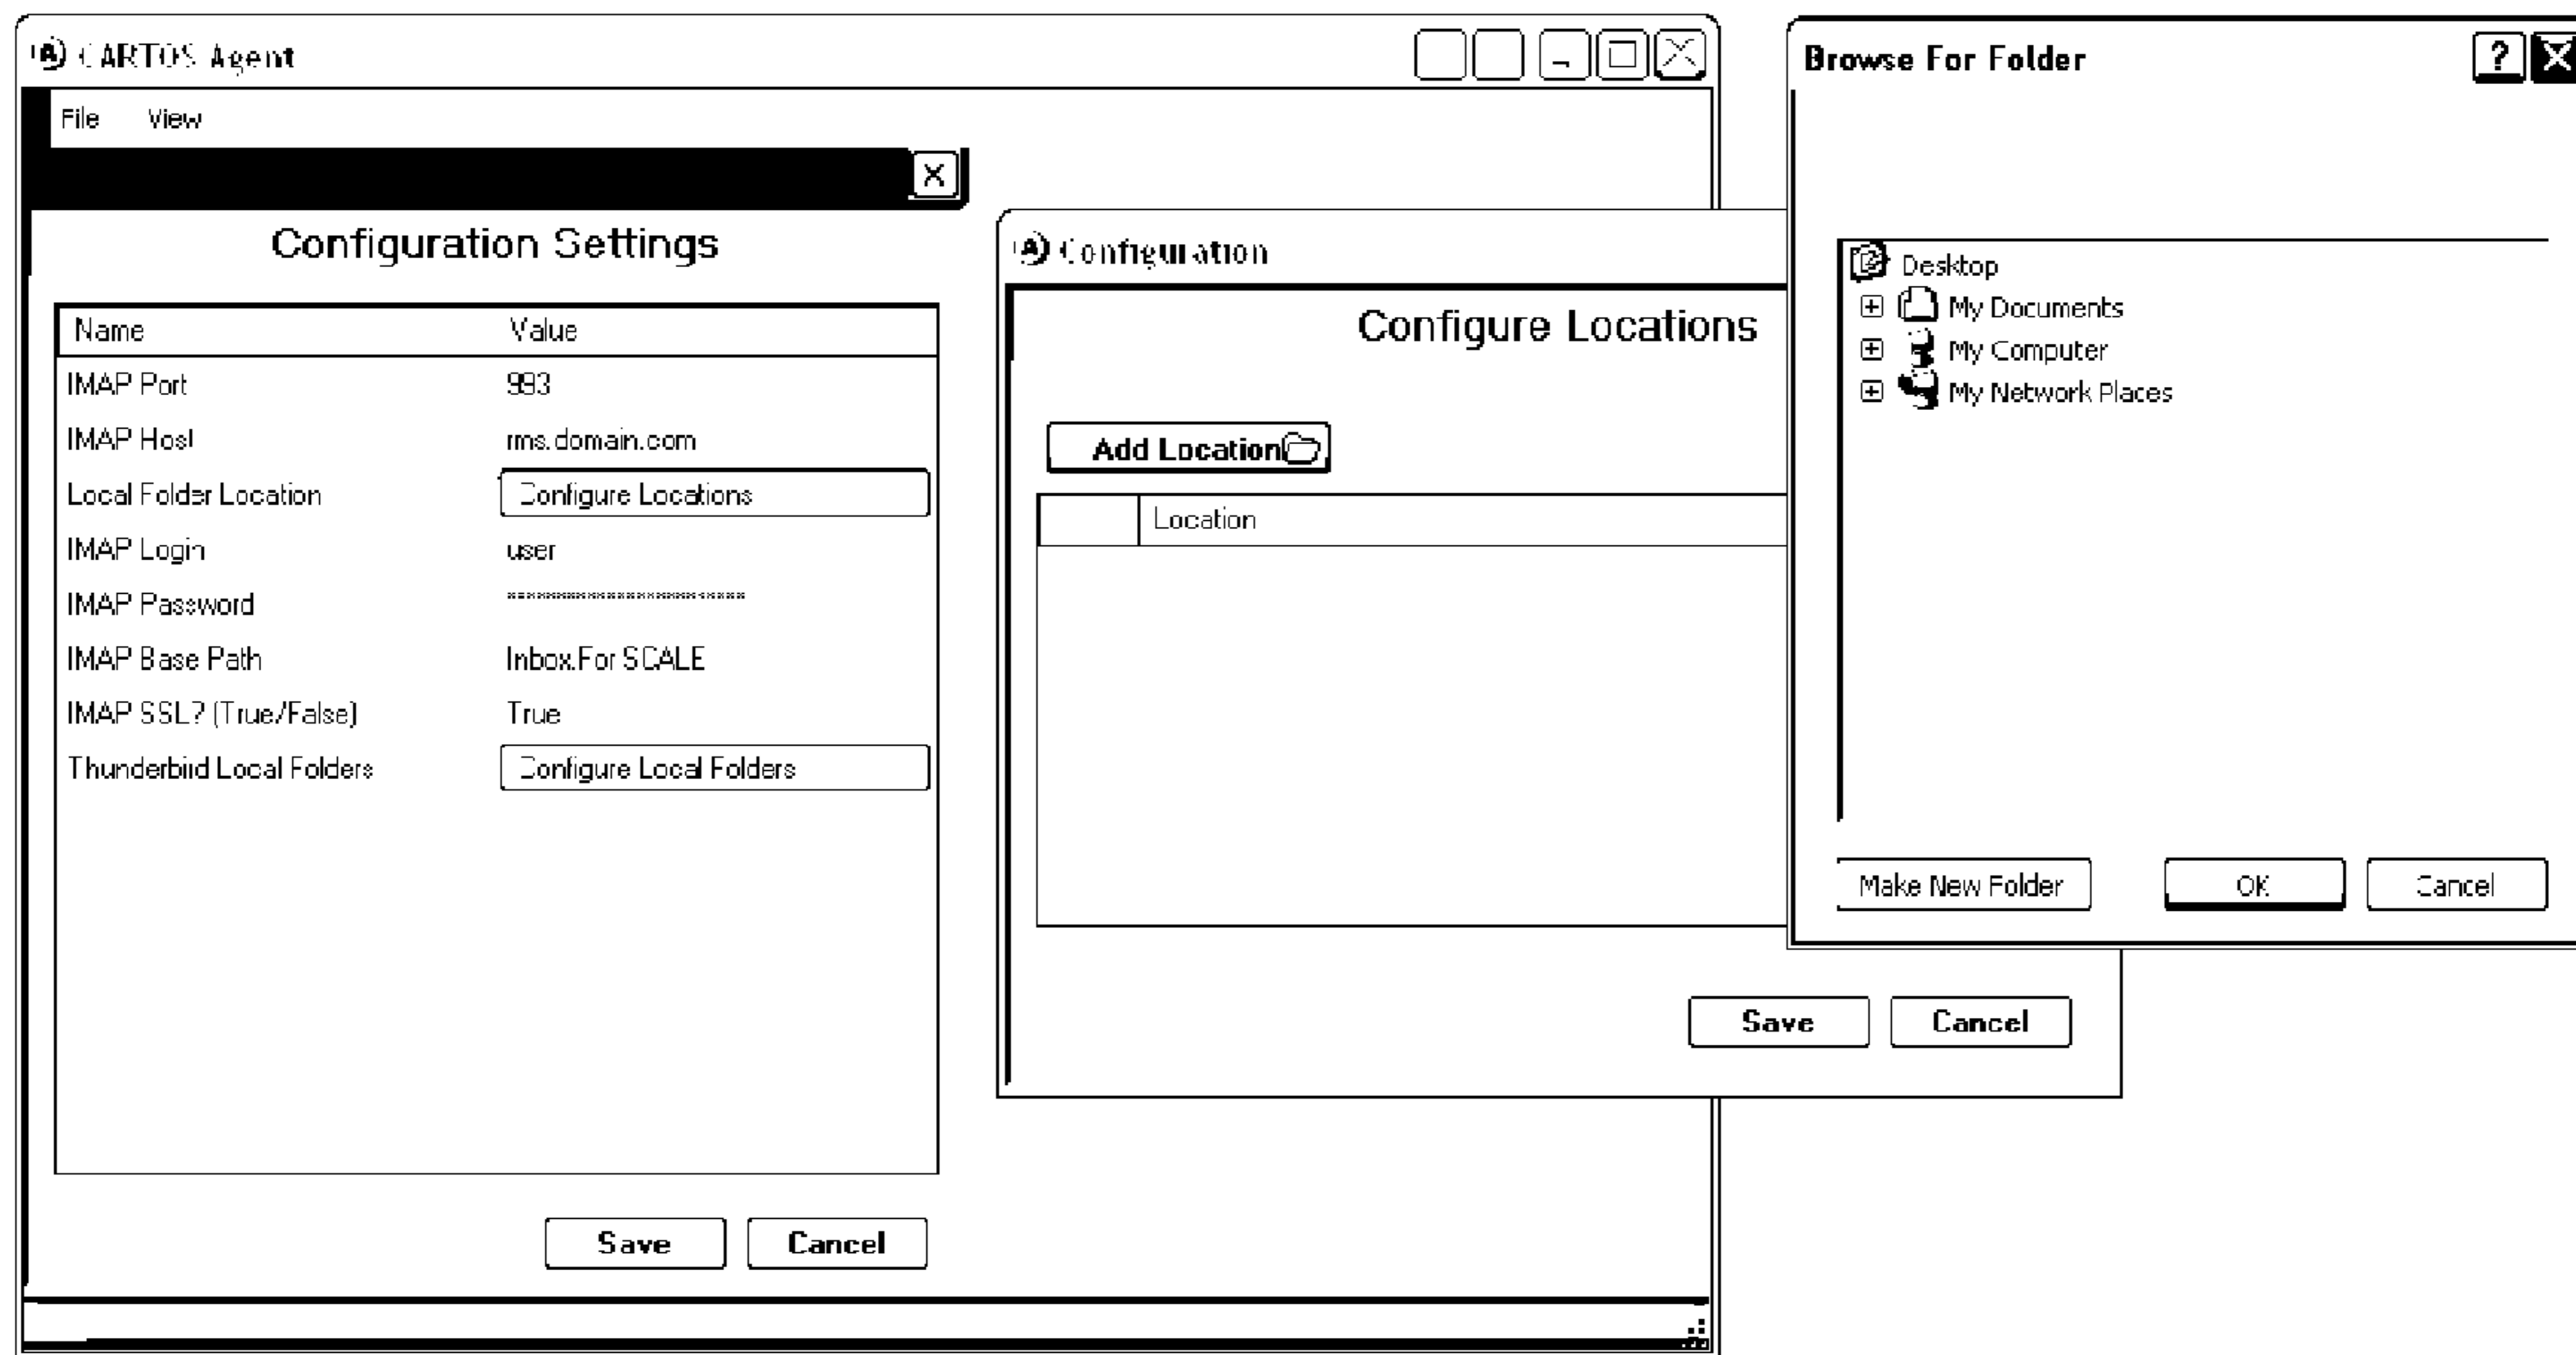 CARTOS Agent
File View
Configuration Settings
Name Value
IMAP Port 993
IMAP Host rms.domain.com
Local Folder Location Configure Locations
IMAP Login user
IMAP Password ************************
IMAP Base Path Inbox.For SCALE
IMAP SSL? (True/False) True
Thunderbird Local Folders Configure Local Folders
Save Cancel
Configuration
Configure Locations
Add Location
Location
Save Cancel
Browse For Folder
Desktop
My Documents
My Computer
My Network Places
Make New Folder OK Cancel